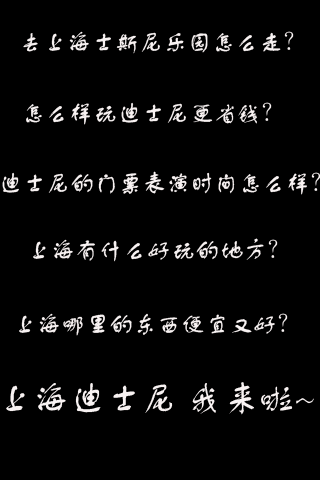 去上海士斯尼乐园怎么走?
怎么样玩迪士尼更省钱?
迪士尼的门票表演时间怎么样?
上海有什么好玩的地方?
上海哪里的东西便宜又好?
上海迪士尼 我来啦~